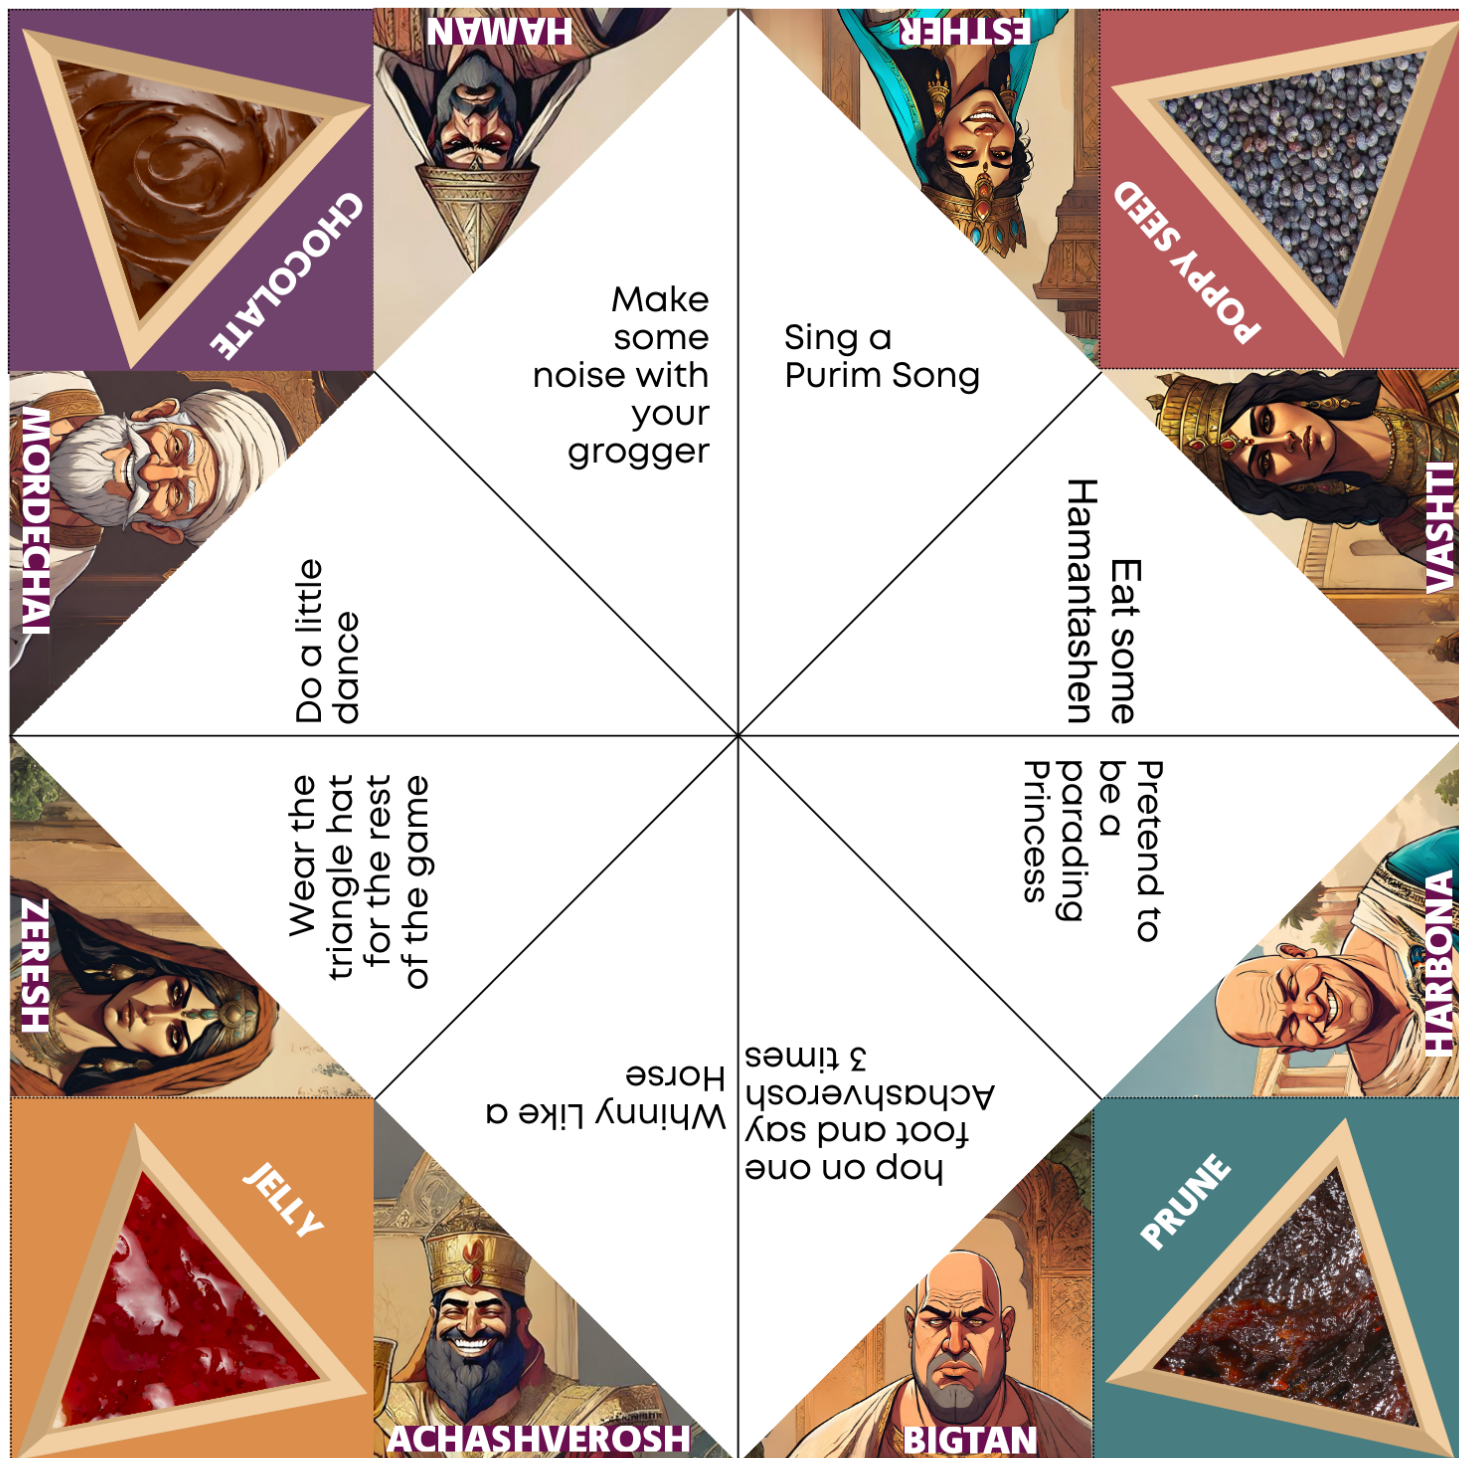 HAMAN
ESTHER
CHOCOLATE
POPPY SEED
Make
some
noise with
your
grogger
Sing a
Purim Song
MORDECHAI
VASHTI
Do a little
dance
Eat some
Hamantashen
Wear the
triangle hat
for the rest
of the game
Pretend to
be a
parading
Princess
ZERESH
HARBONA
Whinny Like a
Horse
hop on one
foot and say
Achashverosh
3 times
JELLY
PRUNE
ACHASHVEROSH
BIGTAN